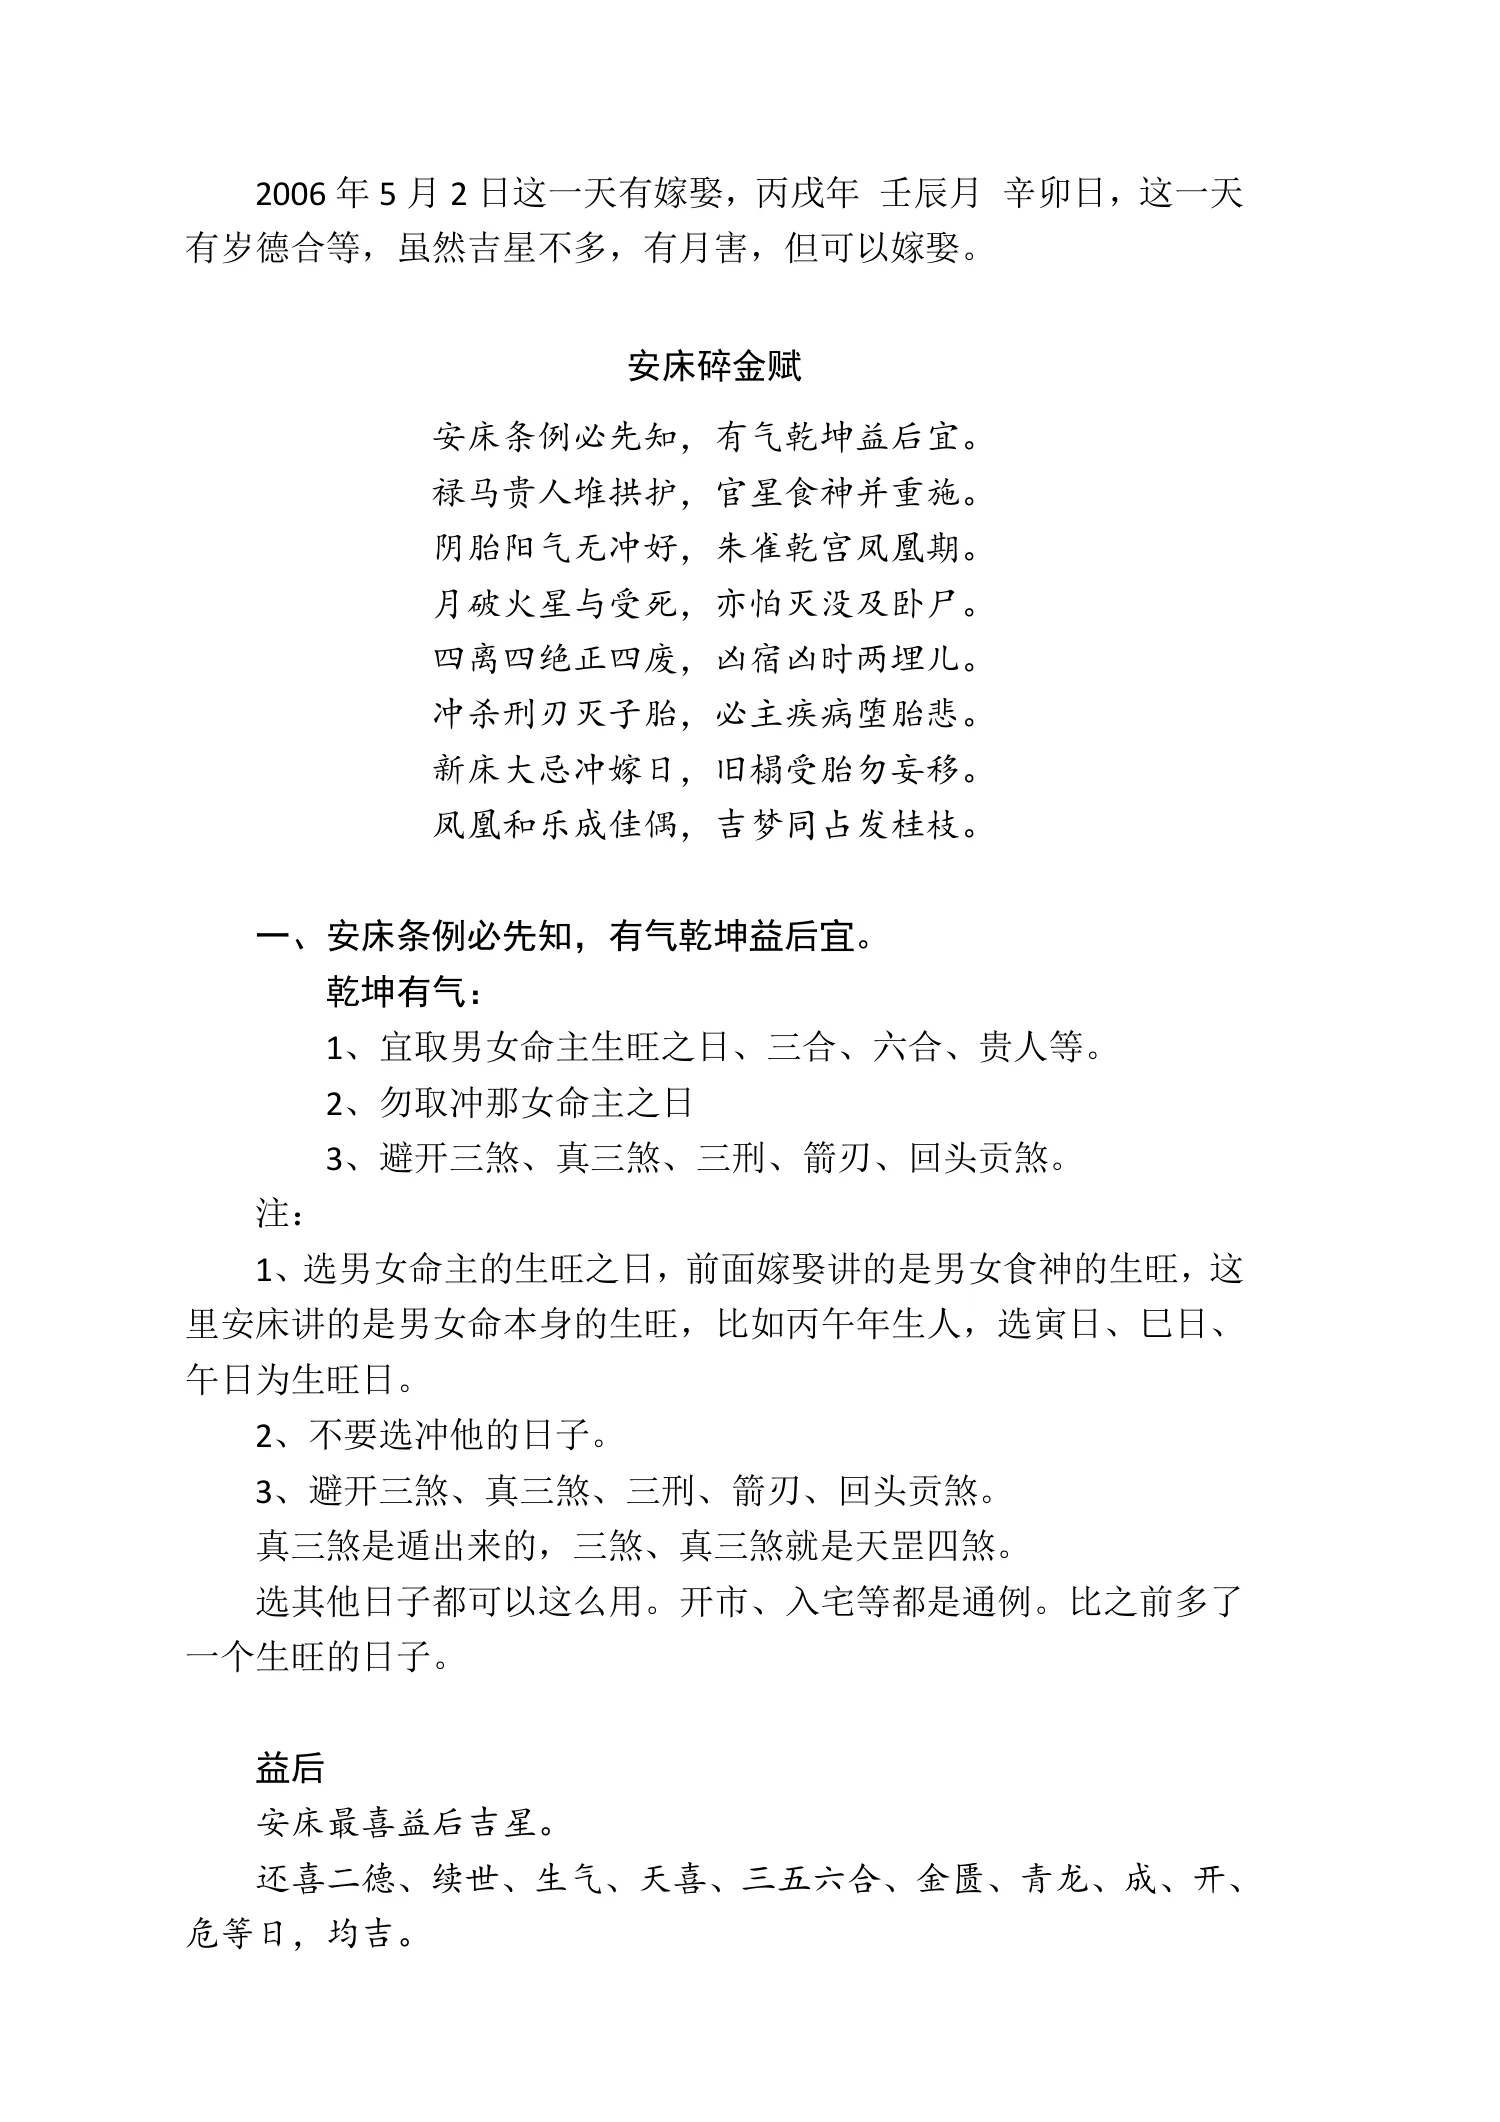 2006 年 5 月 2 日这一天有嫁娶，丙戌年 壬辰月 辛卯日，这一天
有岁德合等，虽然吉星不多，有月害，但可以嫁娶。
安床碎金赋
安床条例必先知，有气乾坤益后宜。
禄马贵人堆拱护，官星食神并重施。
阴胎阳气无冲好，朱雀乾宫凤凰期。
月破火星与受死，亦怕灭没及卧尸。
四离四绝正四废，凶宿凶时两埋儿。
冲杀刑刃灭子胎，必主疾病堕胎悲。
新床大忌冲嫁日，旧榻受胎勿妄移。
凤凰和乐成佳偶，吉梦同占发桂枝。
一、安床条例必先知，有气乾坤益后宜。
乾坤有气：
1、宜取男女命主生旺之日、三合、六合、贵人等。
2、勿取冲那女命主之日
3、避开三煞、真三煞、三刑、箭刃、回头贡煞。
注：
1、选男女命主的生旺之日，前面嫁娶讲的是男女食神的生旺，这
里安床讲的是男女命本身的生旺，比如丙午年生人，选寅日、巳日、
午日为生旺日。
2、不要选冲他的日子。
3、避开三煞、真三煞、三刑、箭刃、回头贡煞。
真三煞是遁出来的，三煞、真三煞就是天罡四煞。
选其他日子都可以这么用。开市、入宅等都是通例。比之前多了
一个生旺的日子。
益后
安床最喜益后吉星。
还喜二德、续世、生气、天喜、三五六合、金匮、青龙、成、开、
危等日，均吉。